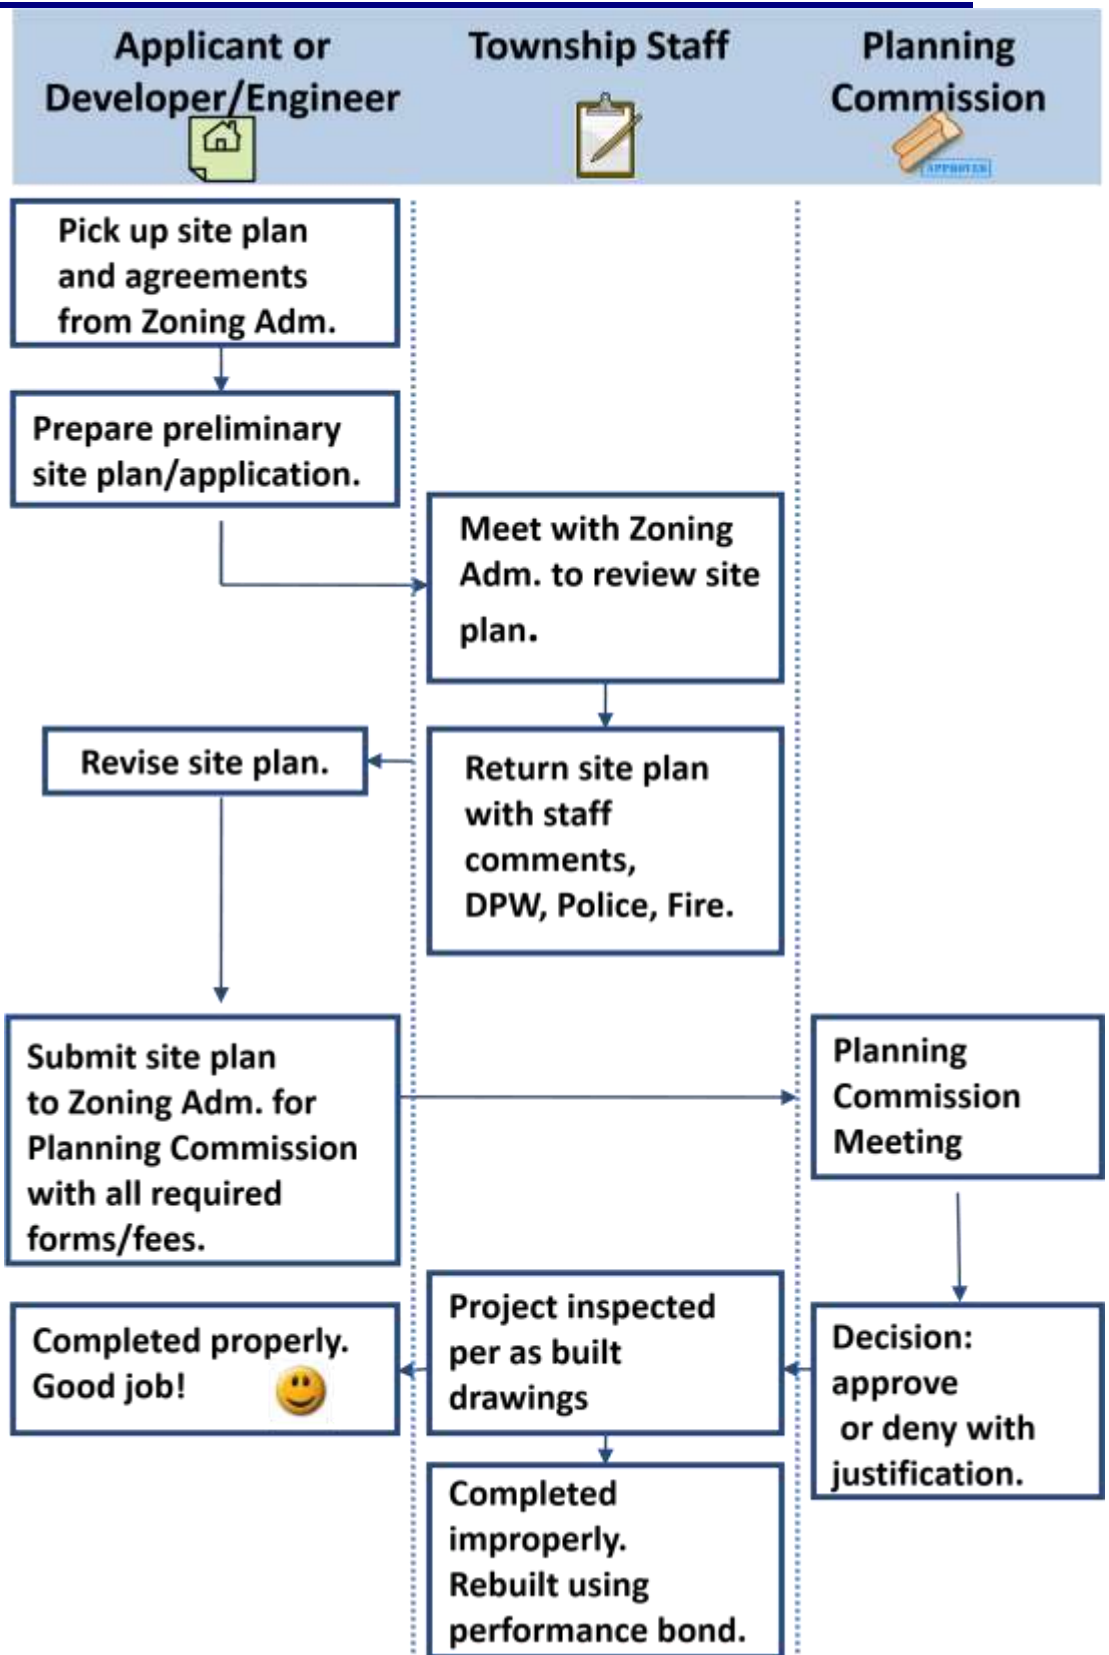 Applicant or
Developer/Engineer
Township Staff
Planning
Commission
APPROVED
Pick up site plan
and agreements
from Zoning Adm.
Prepare preliminary
site plan/application.
Meet with Zoning
Adm. to review site
plan.
Revise site plan.
Return site plan
with staff
comments,
DPW, Police, Fire.
Submit site plan
to Zoning Adm. for
Planning Commission
with all required
forms/fees.
Planning
Commission
Meeting
Completed properly.
Good job!
Project inspected
per as built
drawings
Decision:
approve
or deny with
justification.
Completed
improperly.
Rebuilt using
performance bond.